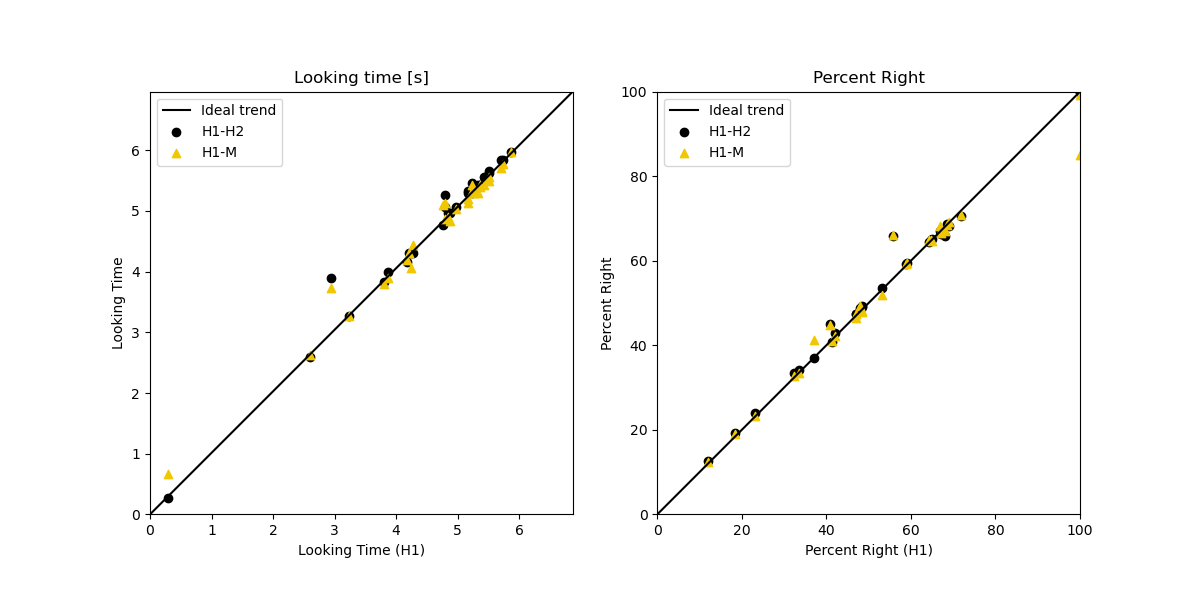 Looking time [s]
Ideal trend
H1-H2
H1-M
6
5
4
3
2
1
0
0 1 2 3 4 5 6
Looking Time
Looking Time (H1)
Percent Right
Ideal trend
H1-H2
H1-M
100
80
60
40
20
0
0 20 40 60 80 100
Percent Right
Percent Right (H1)